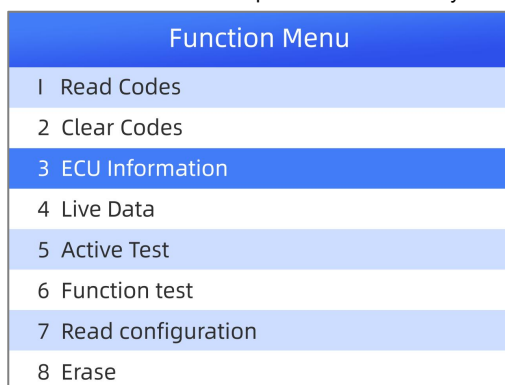 Function Menu
1 Read Codes
2 Clear Codes
3 ECU Information
4 Live Data
5 Active Test
6 Function test
7 Read configuration
8 Erase